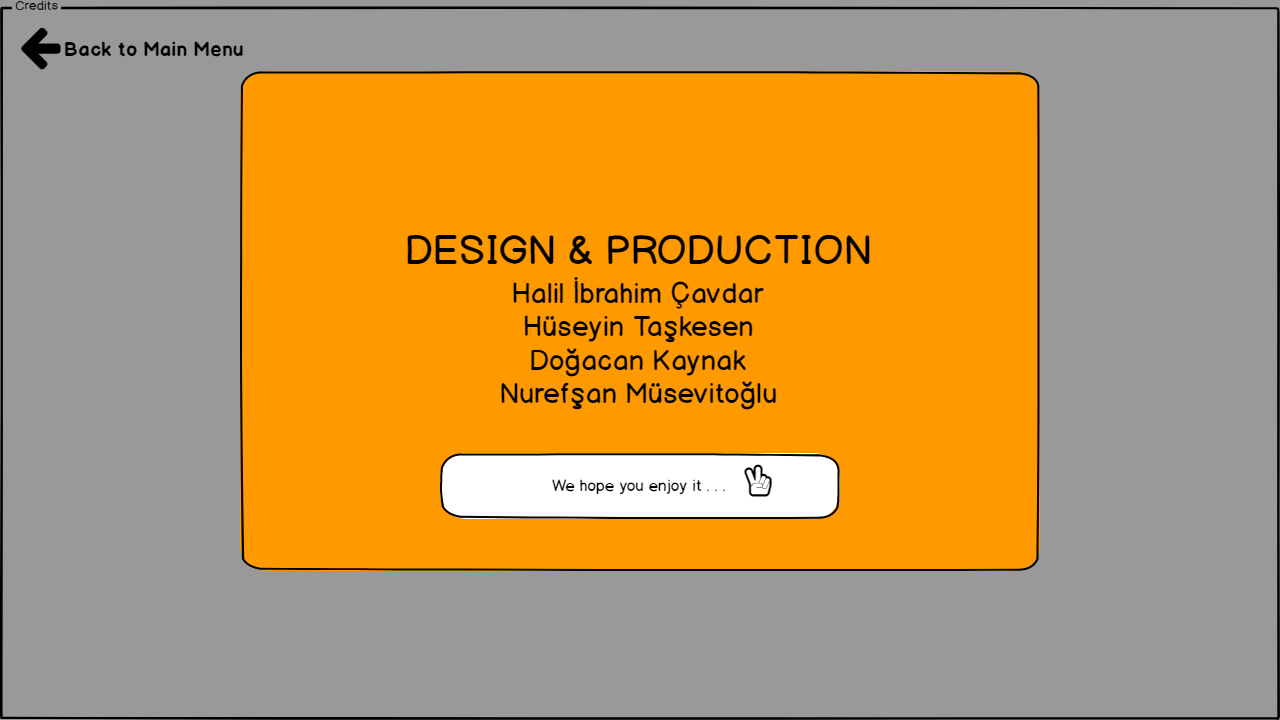 Credits
Back to Main Menu
DESIGN & PRODUCTION
Halil İbrahim Çavdar
Hüseyin Taşkesen
Doğacan Kaynak
Nurefşan Müsevitoğlu
We hope you enjoy it . . .